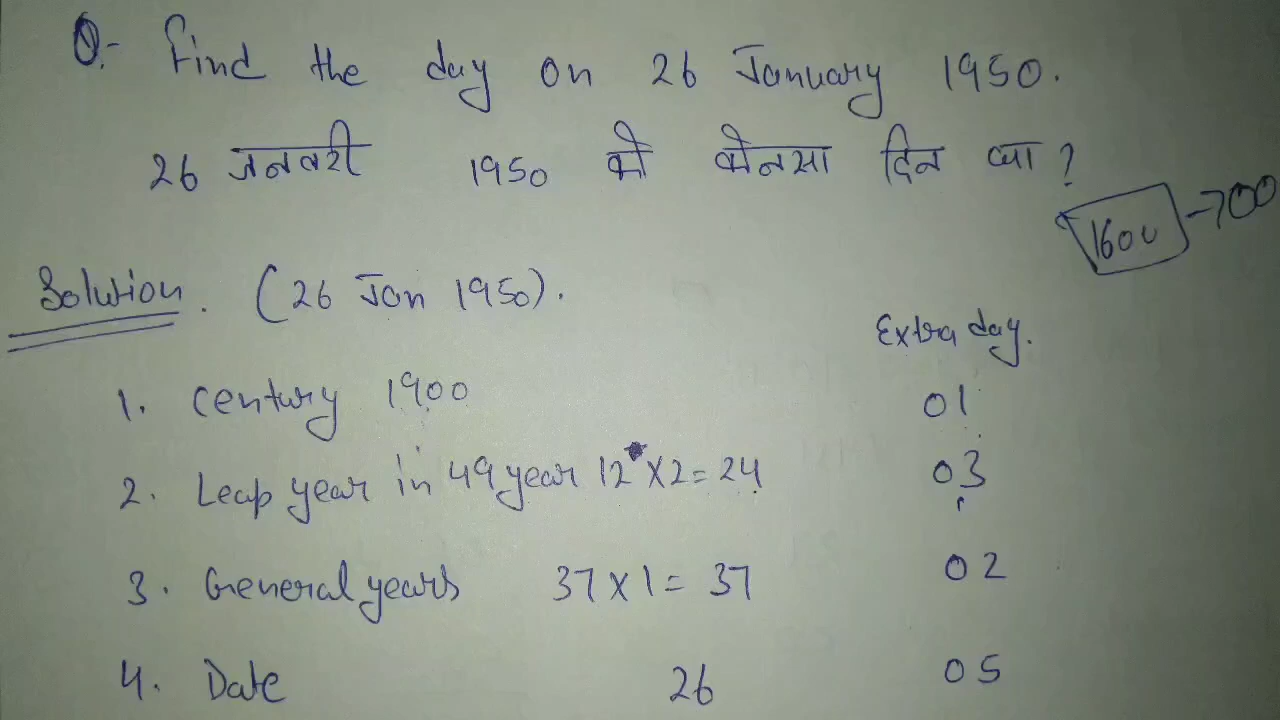 Q.- Find the day on 26 January 1950.
26 जनवरी 1950 को कौनसा दिन था ?
1600 - 700
Solution. (26 Jan 1950).
Extra day.
1. Century 1900 01
2. Leap year in 49 year 12 × 2 = 24 03
3. General years 37 × 1 = 37 02
4. Date 26 05